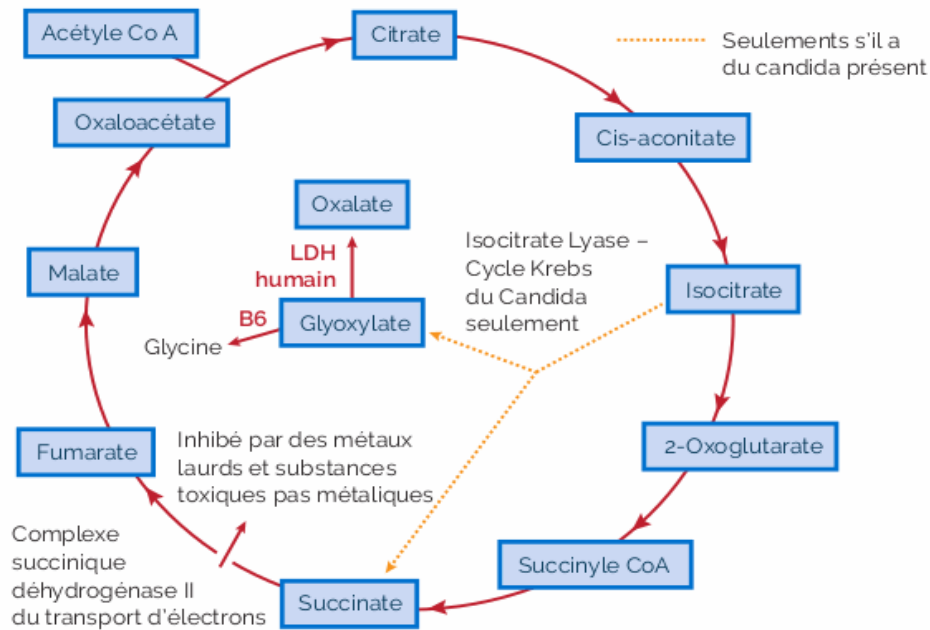 Acétyle Co A
Citrate
Seulements s'il a
du candida présent
Oxaloacétate
Cis-aconitate
Oxalate
LDH
humain
Isocitrate Lyase –
Cycle Krebs
du Candida
seulement
Malate
Isocitrate
B6
Glyoxylate
Glycine
Fumarate
Inhibé par des métaux
laurds et substances
toxiques pas métaliques
2-Oxoglutarate
Complexe
succinique
déhydrogénase II
du transport d'électrons
Succinyle CoA
Succinate